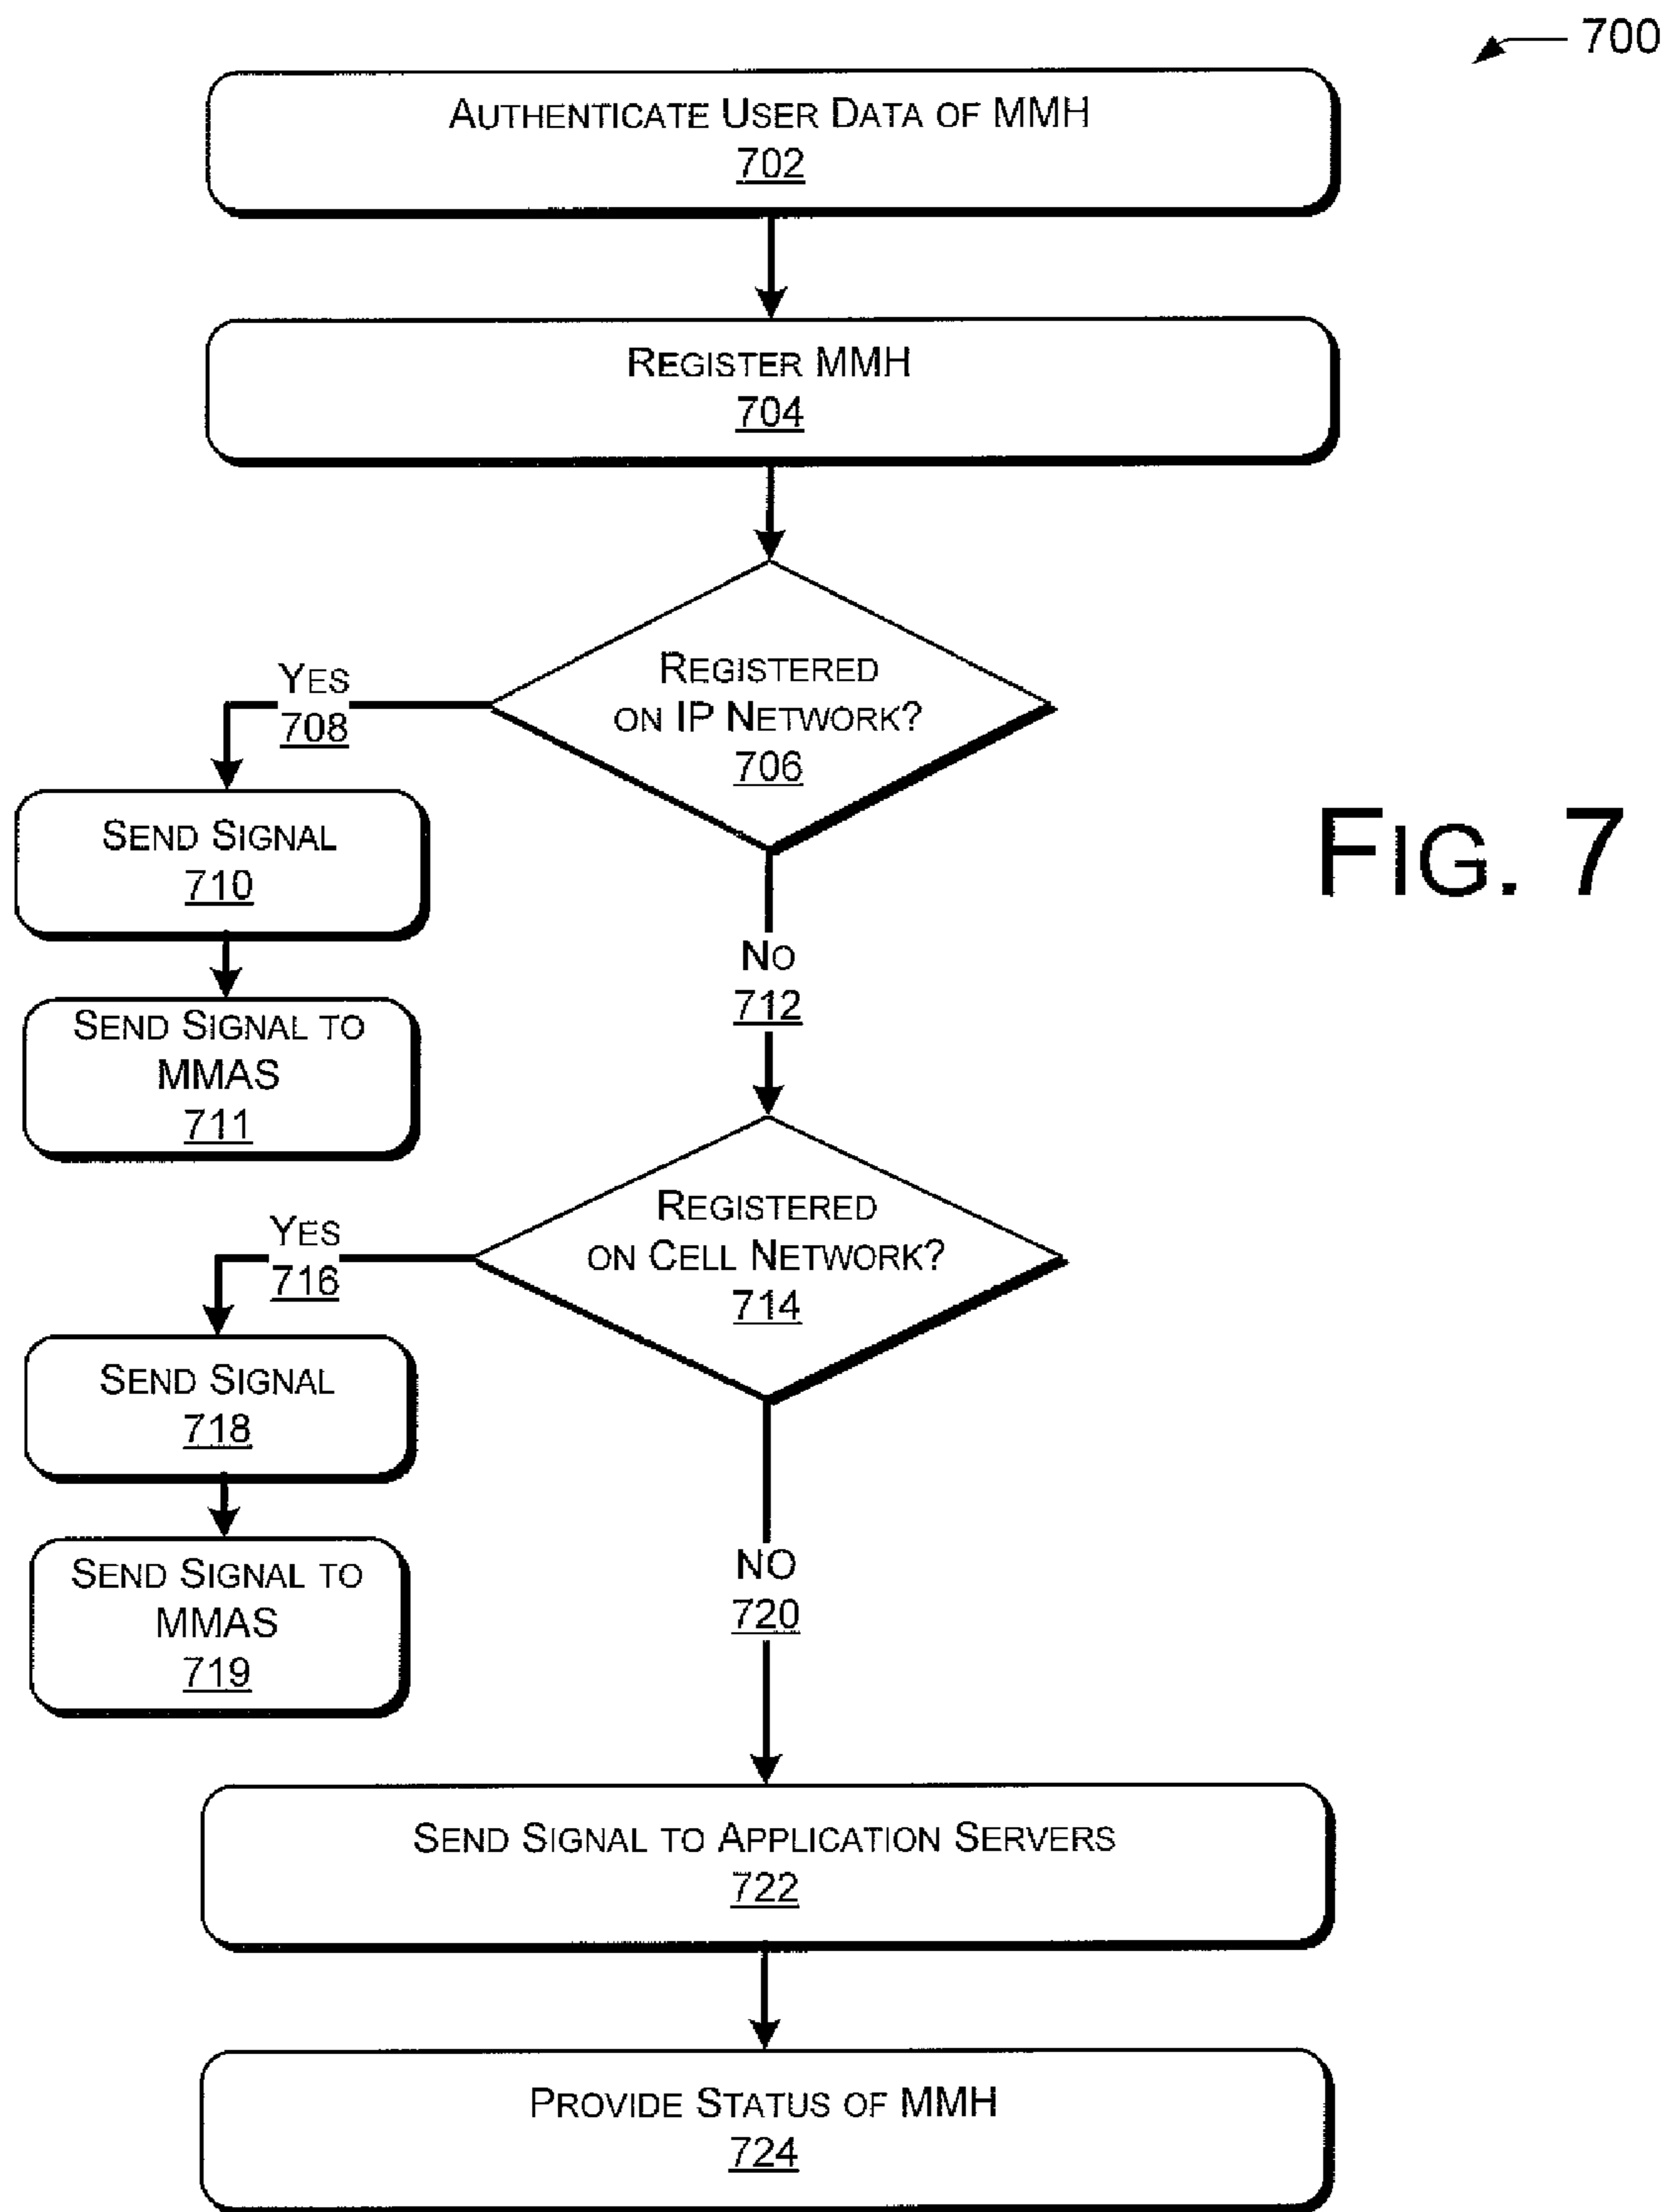 700
AUTHENTICATE USER DATA OF MMH
702
REGISTER MMH
704
REGISTERED
ON IP NETWORK?
706
YES
708
SEND SIGNAL
710
FIG. 7
SEND SIGNAL TO
MMAS
711
NO
712
REGISTERED
ON CELL NETWORK?
714
YES
716
SEND SIGNAL
718
SEND SIGNAL TO
MMAS
719
NO
720
SEND SIGNAL TO APPLICATION SERVERS
722
PROVIDE STATUS OF MMH
724